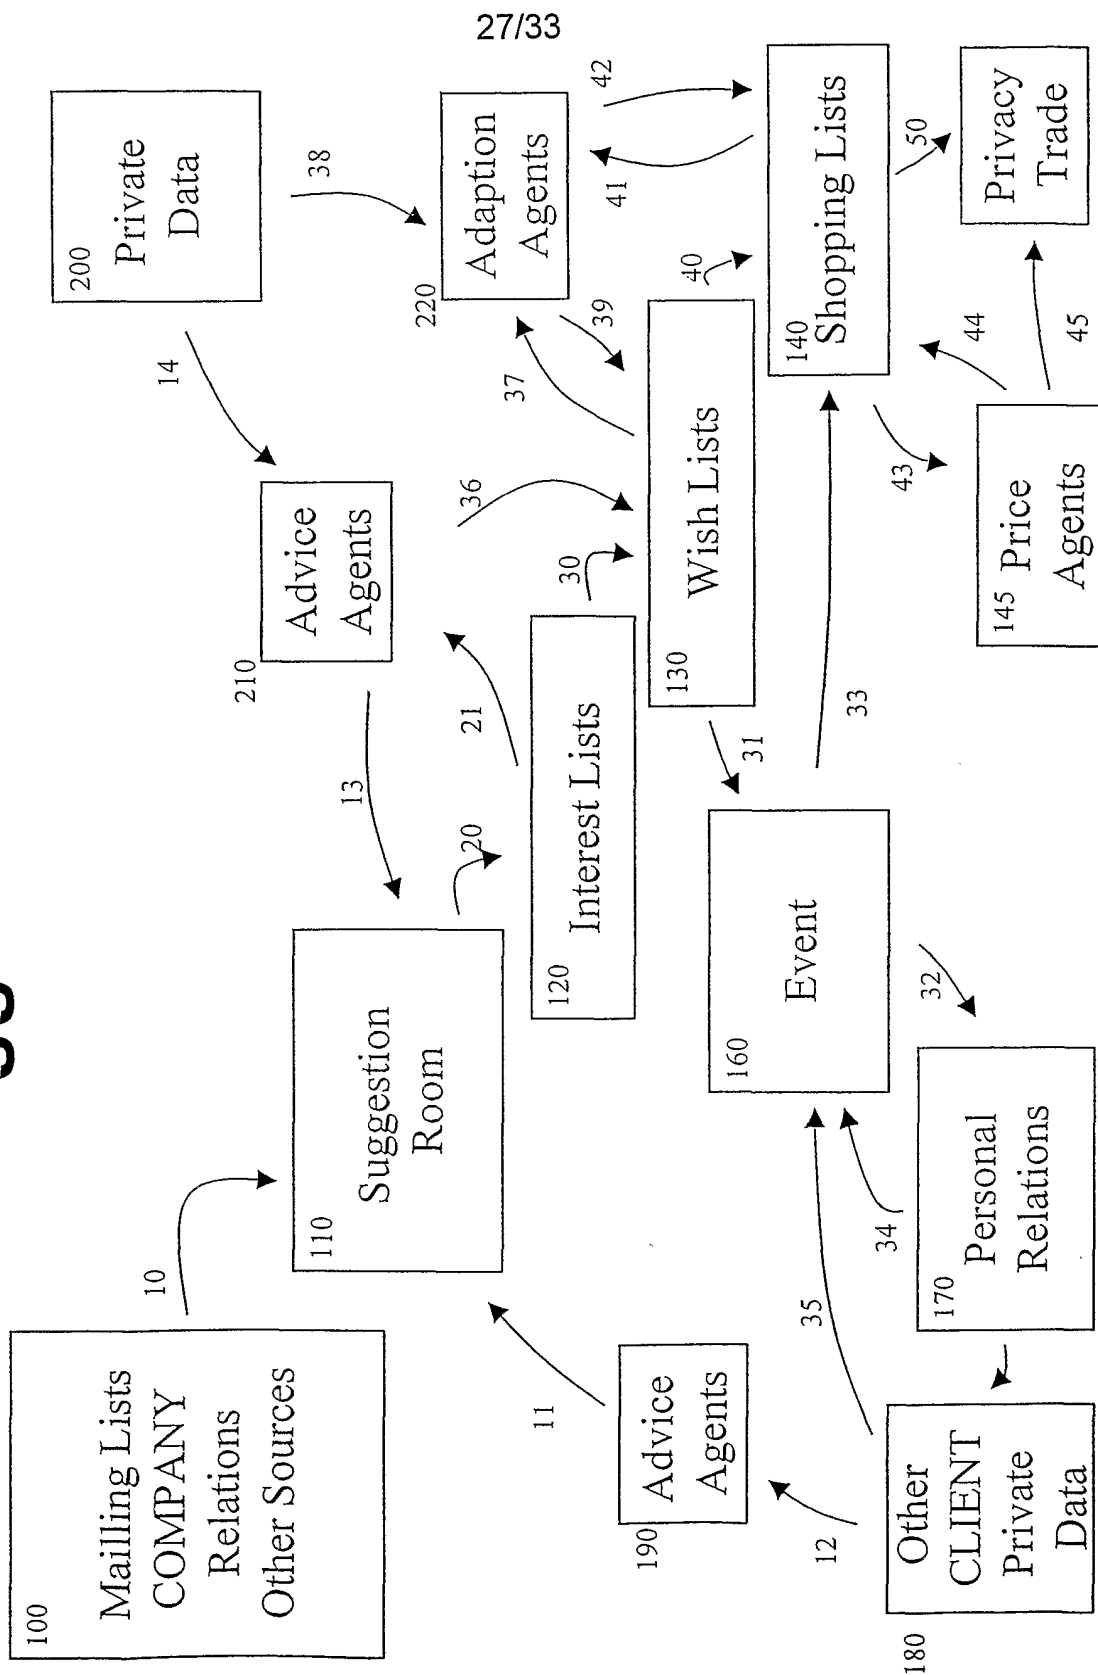 27/33
100
Mailling Lists
COMPANY
Relations
Other Sources
10
110
Suggestion
Room
13
14
200
Private
Data
38
210
Advice
Agents
20
21
120
Interest Lists
30
36
220
Adaption
Agents
37
39
41
42
130
Wish Lists
40
140
Shopping Lists
31
33
160
Event
11
190
Advice
Agents
12
35
34
32
180
Other
CLIENT
Private
Data
170
Personal
Relations
43
44
45
50
145
Price
Agents
Privacy
Trade